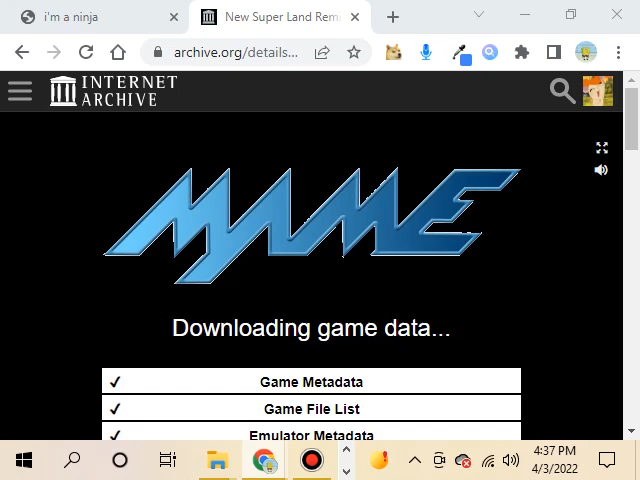 i'm a ninja
New Super Land Rem
archive.org/details...
INTERNET
ARCHIVE
MAME
Downloading game data...
Game Metadata
Game File List
Emulator Metadata
4:37 PM
4/3/2022